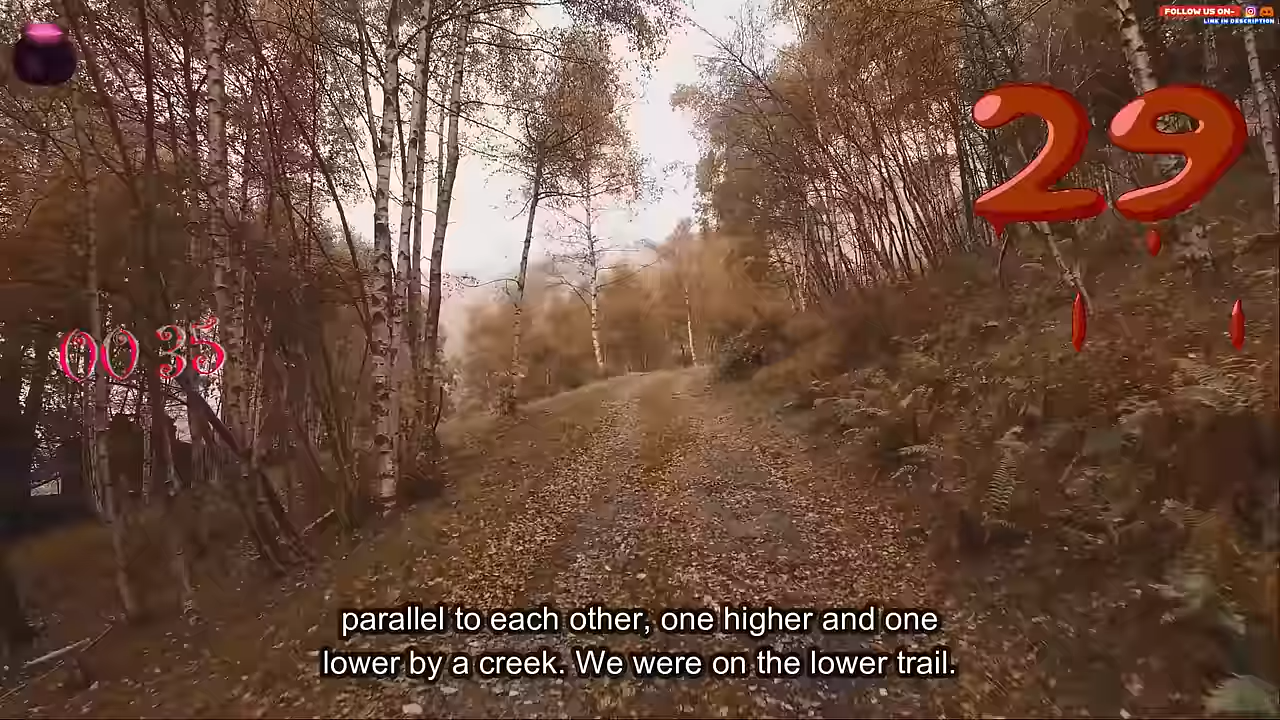 FOLLOW US ON-
LINK IN DESCRIPTION
29
00 35
parallel to each other, one higher and one
lower by a creek. We were on the lower trail.